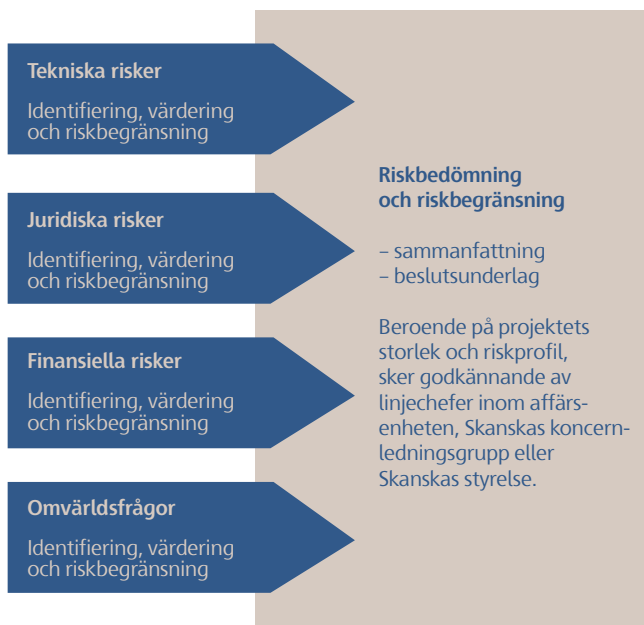 Tekniska risker
Identifiering, värdering
och riskbegränsning
Juridiska risker
Identifiering, värdering
och riskbegränsning
Finansiella risker
Identifiering, värdering
och riskbegränsning
Omvärldsfrågor
Identifiering, värdering
och riskbegränsning
Riskbedömning
och riskbegränsning
– sammanfattning
– beslutsunderlag
Beroende på projektets
storlek och riskprofil,
sker godkännande av
linjechefer inom affärs-
enheten, Skanskas koncern-
ledningsgrupp eller
Skanskas styrelse.